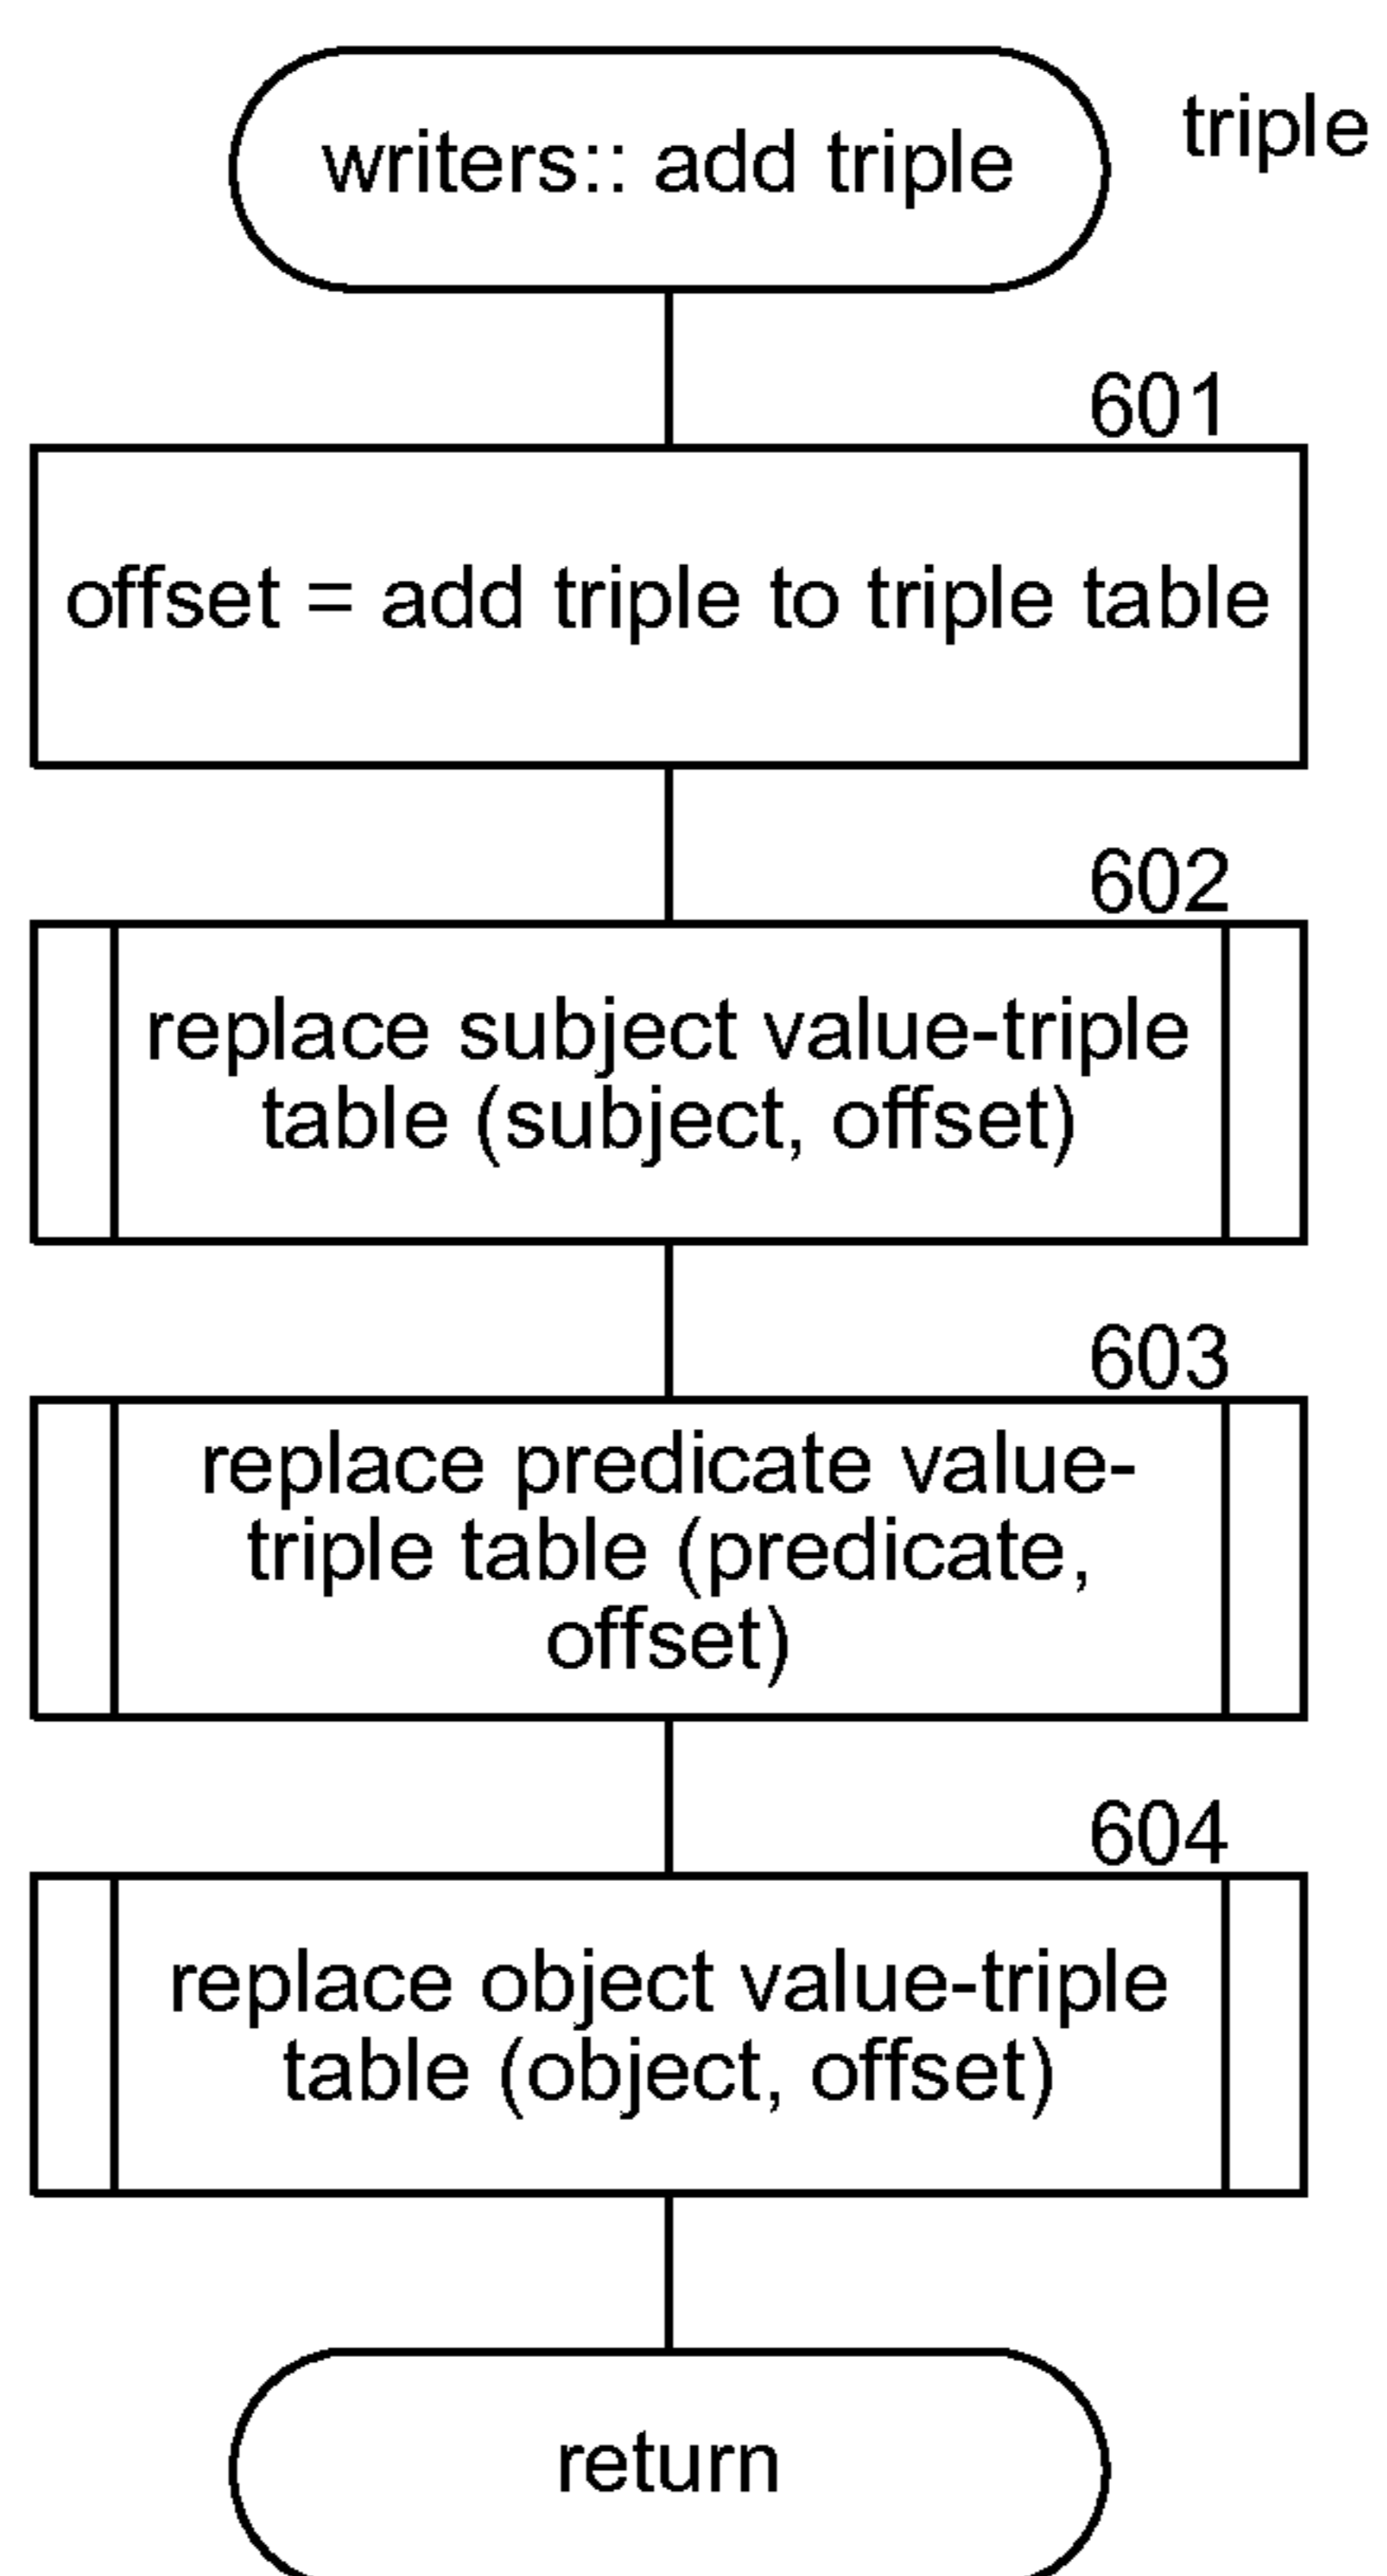 writers:: add triple
triple
601
offset = add triple to triple table
602
replace subject value-triple
table (subject, offset)
603
replace predicate value-
triple table (predicate,
offset)
604
replace object value-triple
table (object, offset)
return